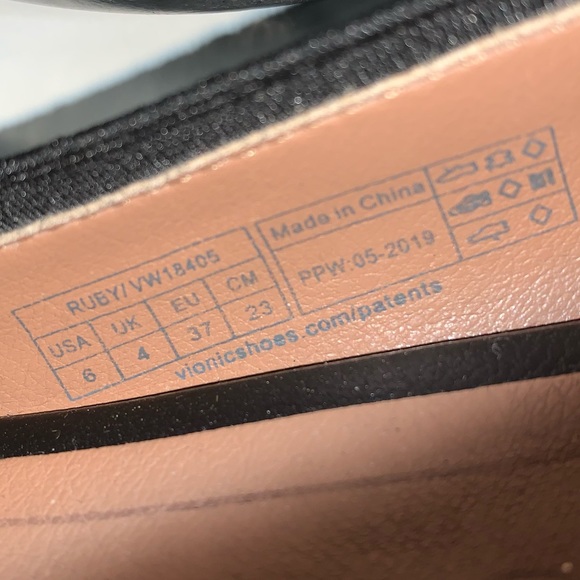 RUBY/VW18405
USA UK EU CM
6 4 37 23
Made in China
PPW:05-2019
vionicshoes.com/patents